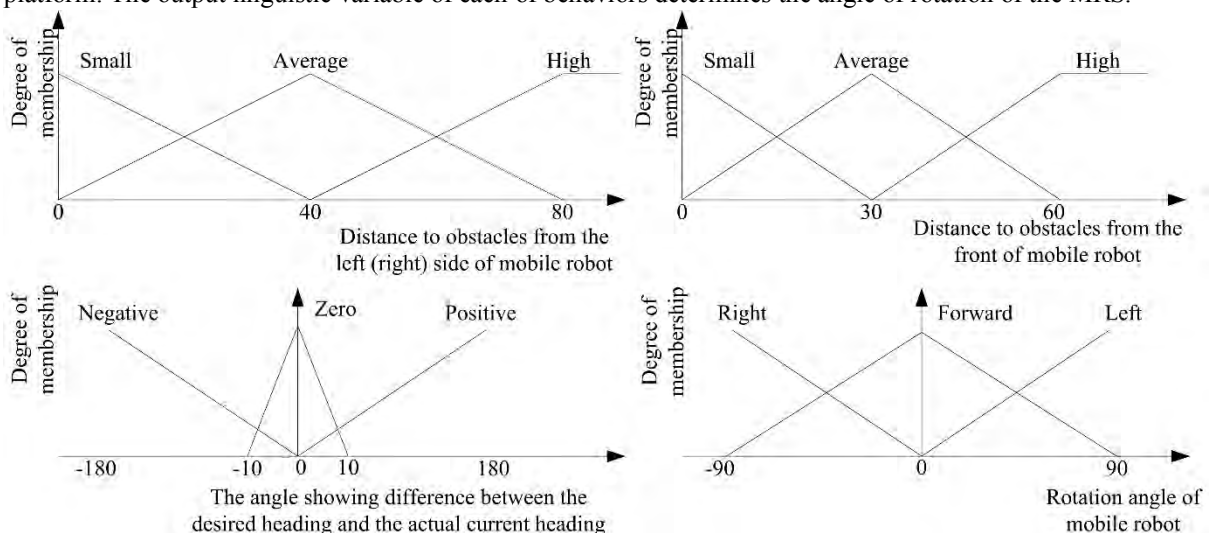 platform. The output linguistic variable of each of behaviors determines the angle of rotation of the MRS.
Degree of
membership
Small
Average
High
0
40
80
Distance to obstacles from the
left (right) side of mobile robot
Degree of
membership
Small
Average
High
0
30
60
Distance to obstacles from the
front of mobile robot
Degree of
membership
Negative
Zero
Positive
-180
-10
0
10
180
The angle showing difference between the
desired heading and the actual current heading
Degree of
membership
Right
Forward
Left
-90
0
90
Rotation angle of
mobile robot